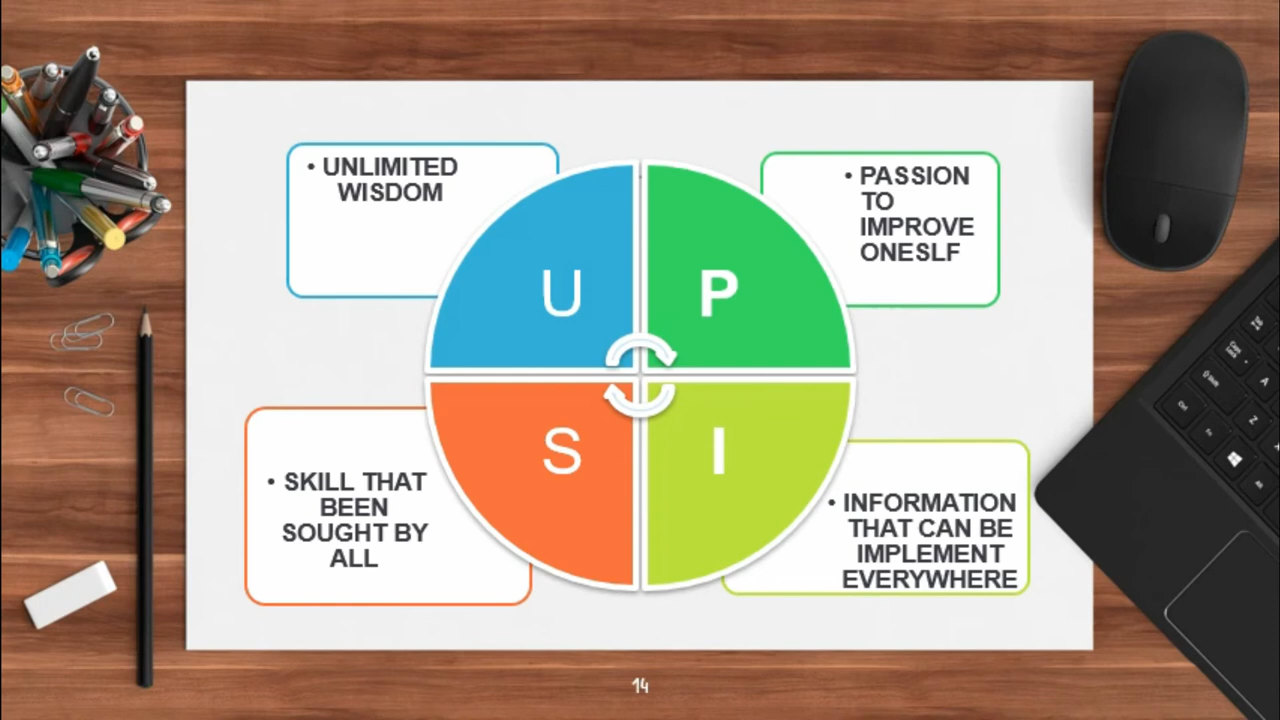 • UNLIMITED
WISDOM
• PASSION
TO
IMPROVE
ONESLF
U
P
S
I
• SKILL THAT
BEEN
SOUGHT BY
ALL
• INFORMATION
THAT CAN BE
IMPLEMENT
EVERYWHERE
14